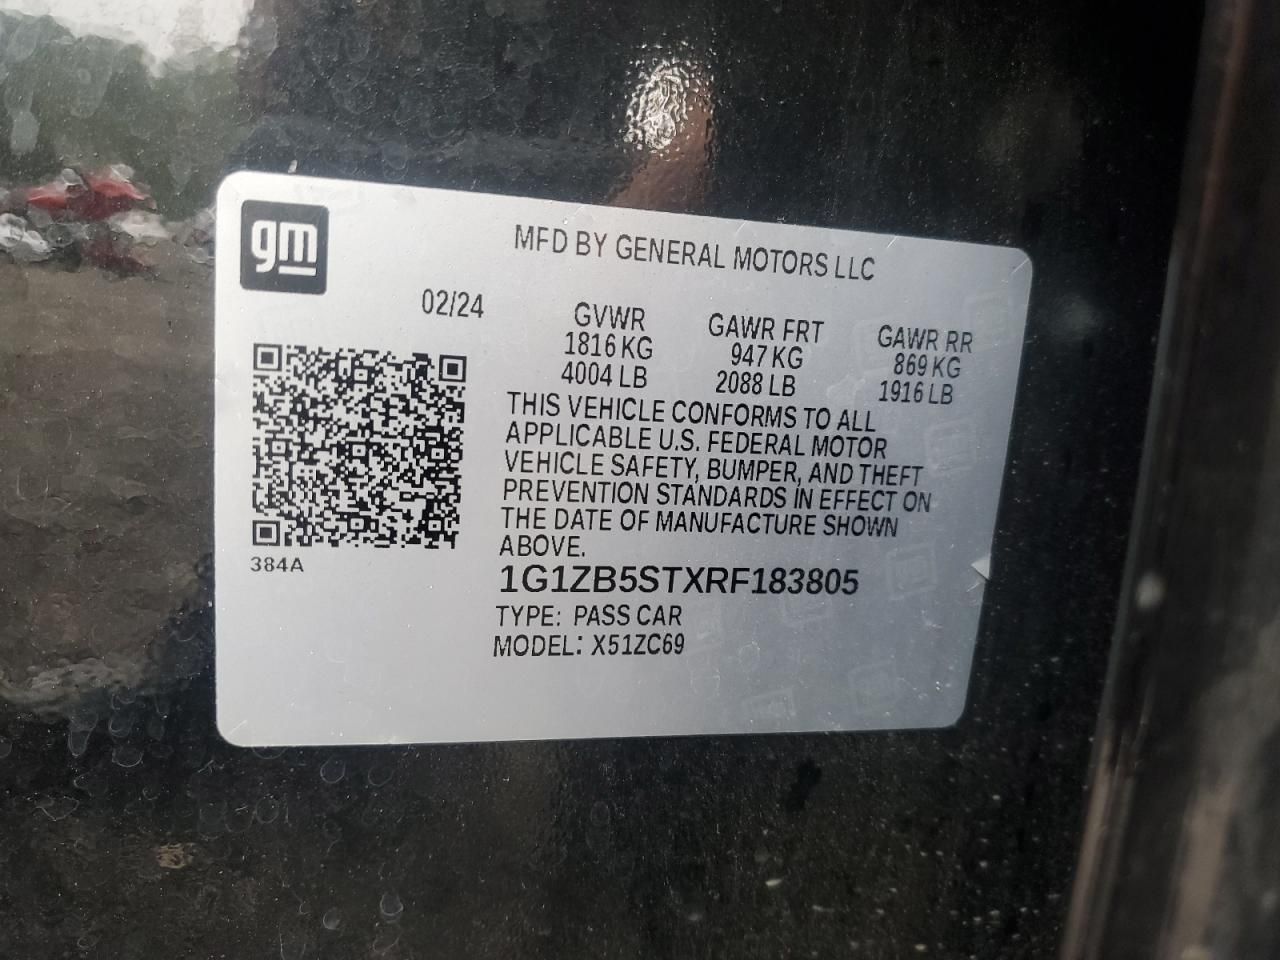 gm
MFD BY GENERAL MOTORS LLC
02/24
GVWR GAWR FRT GAWR RR
1816 KG 947 KG 869 KG
4004 LB 2088 LB 1916 LB
THIS VEHICLE CONFORMS TO ALL
APPLICABLE U.S. FEDERAL MOTOR
VEHICLE SAFETY, BUMPER, AND THEFT
PREVENTION STANDARDS IN EFFECT ON
THE DATE OF MANUFACTURE SHOWN
ABOVE.
384A
1G1ZB5STXRF183805
TYPE: PASS CAR
MODEL: X51ZC69